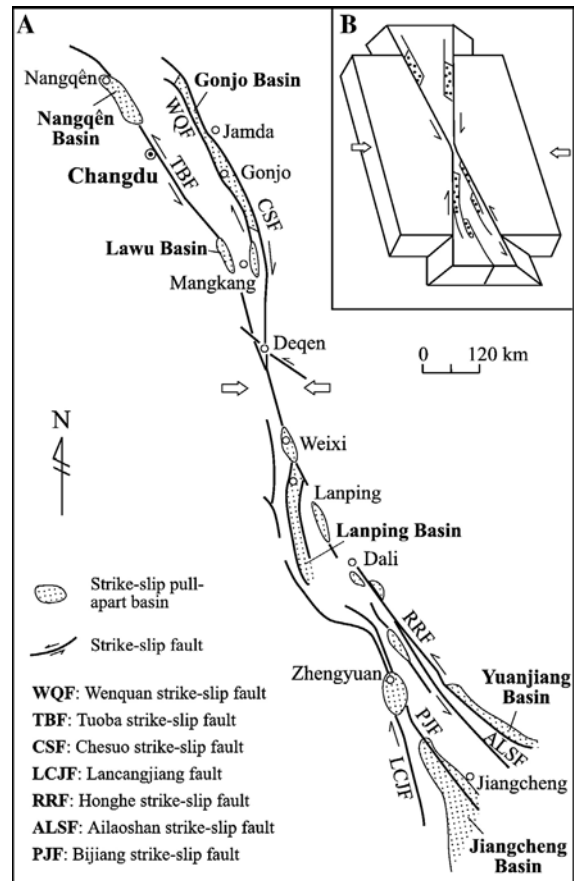 A
B
Nangqên
Nangqên
Basin
Gonjo Basin
WQF
Jamda
Gonjo
Changdu
TBF
CSF
Lawu Basin
Mangkang
Deqen
0 120 km
N
Weixi
Lanping
Lanping Basin
Dali
Strike-slip pull-
apart basin
Strike-slip fault
RRF
Zhengyuan
Yuanjiang
Basin
PJF
ALSF
LCJF
Jiangcheng
Jiangcheng
Basin
WQF: Wenquan strike-slip fault
TBF: Tuoba strike-slip fault
CSF: Chesuo strike-slip fault
LCJF: Lancangjiang fault
RRF: Honghe strike-slip fault
ALSF: Ailaoshan strike-slip fault
PJF: Bijiang strike-slip fault